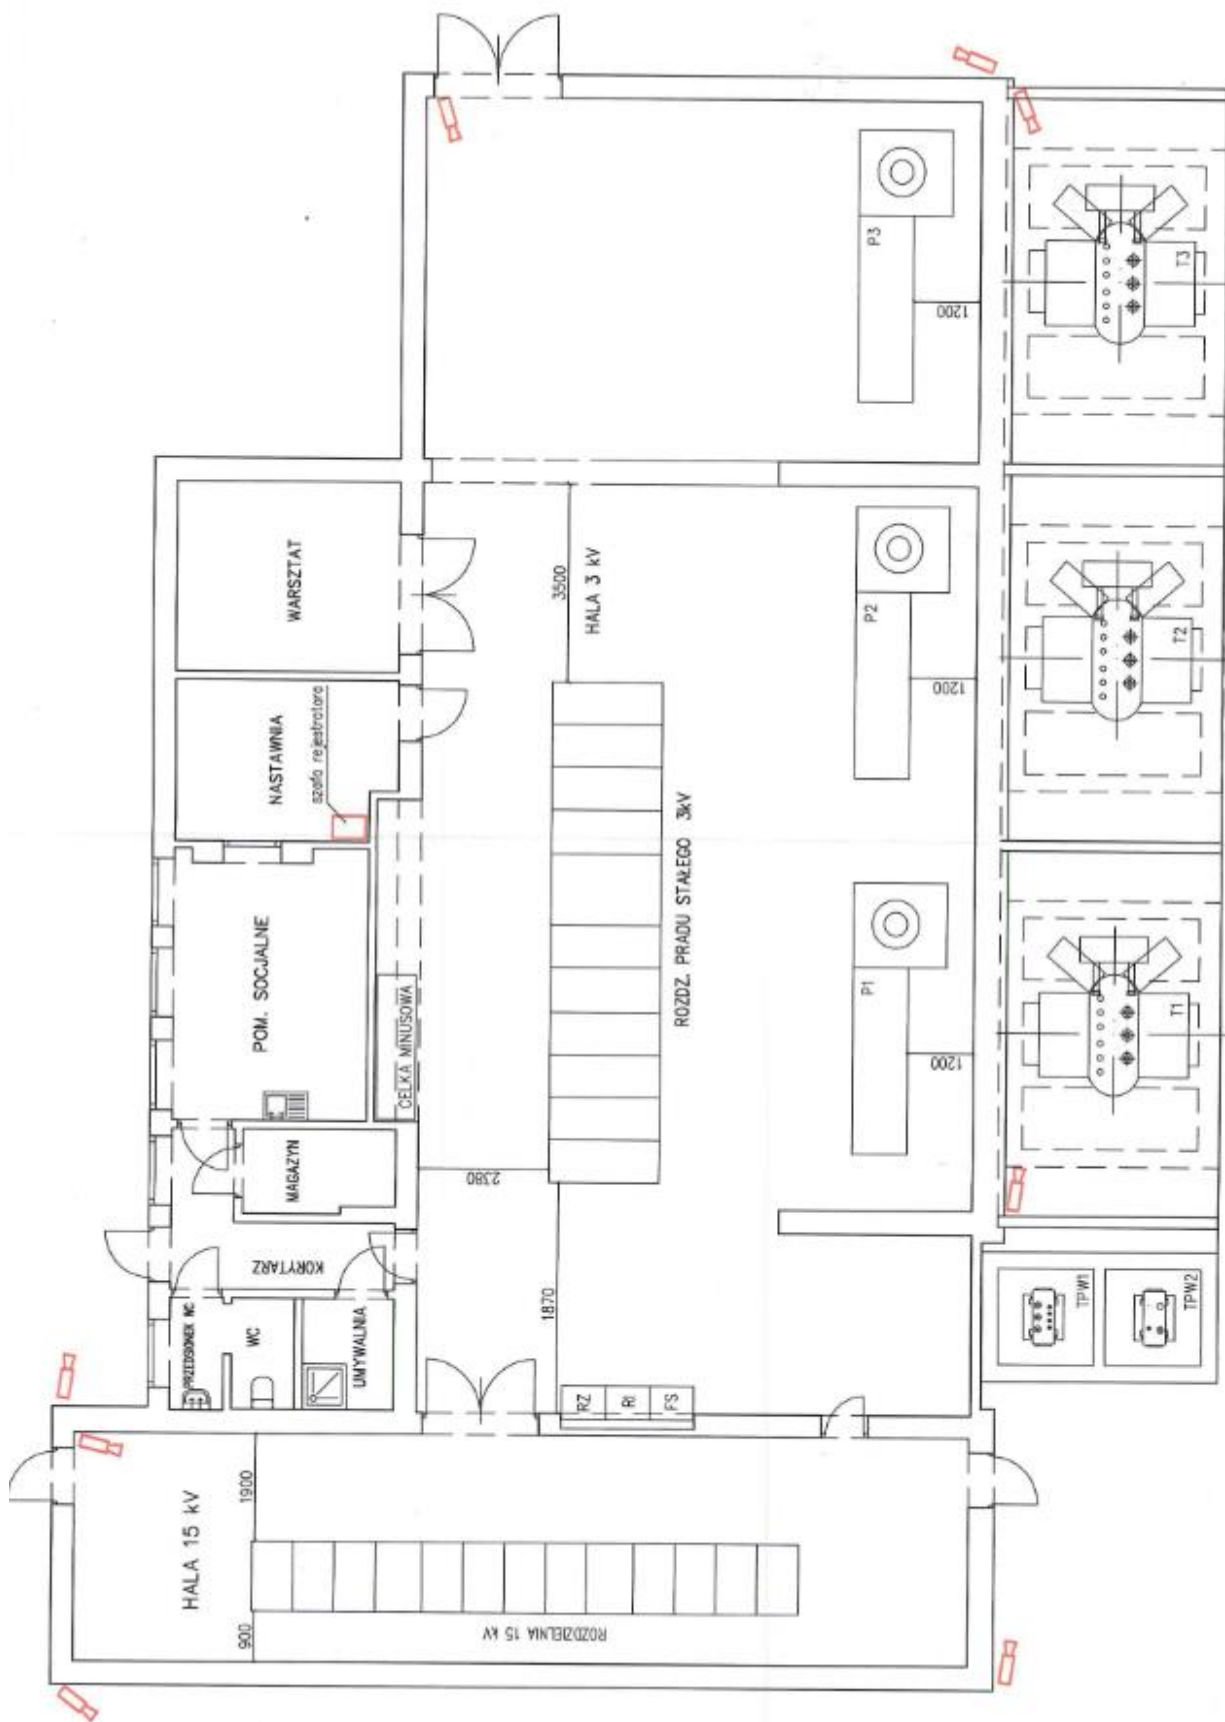 P3
1200
T3
WARSZTAT
3500
HALA 3 kV
P2
1200
T2
NASTAWNIA
szafa rejestratora
POM. SOCJALNE
CELKA MINUSOWA
ROZDZ. PRADU STAŁEGO 3kV
P1
1200
T1
MAGAZYN
2380
KORYTARZ
PRZEDSIONEK WC
WC
UMYWALNIA
1870
RZ
RI
FS
TPW1
TPW2
HALA 15 kV
1900
900
ROZDZIELNIA 15 kV